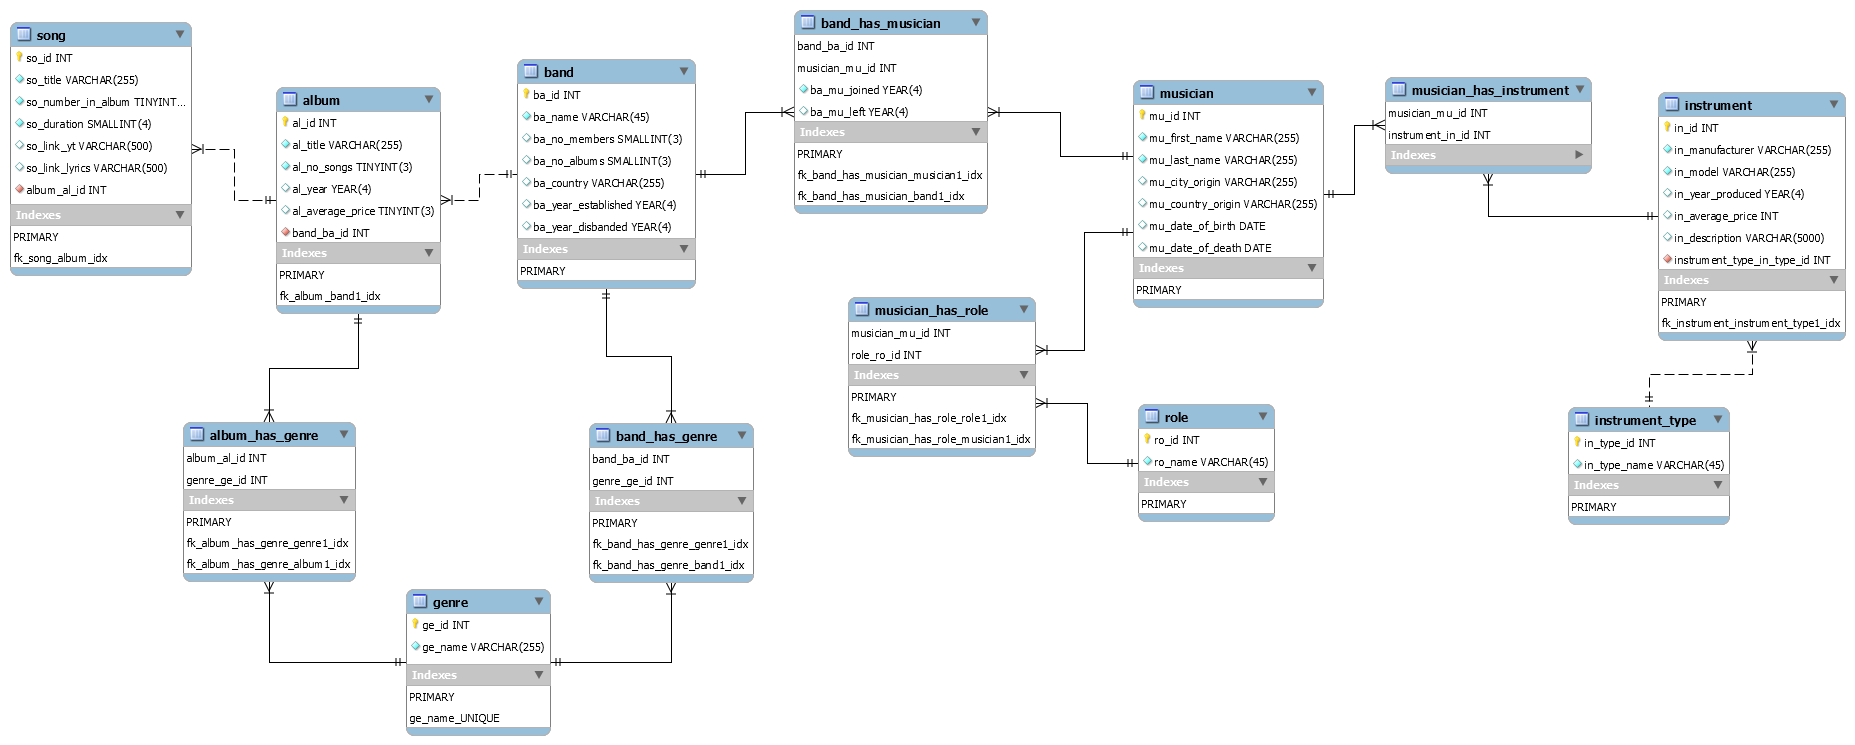 song
so_id INT
so_title VARCHAR(255)
so_number_in_album TINYINT...
so_duration SMALLINT(4)
so_link_yt VARCHAR(500)
so_link_lyrics VARCHAR(500)
album_al_id INT
Indexes
PRIMARY
fk_song_album_idx
album
al_id INT
al_title VARCHAR(255)
al_no_songs TINYINT(3)
al_year YEAR(4)
al_average_price TINYINT(3)
band_ba_id INT
Indexes
PRIMARY
fk_album_band1_idx
band
ba_id INT
ba_name VARCHAR(45)
ba_no_members SMALLINT(3)
ba_no_albums SMALLINT(3)
ba_country VARCHAR(255)
ba_year_established YEAR(4)
ba_year_disbanded YEAR(4)
Indexes
PRIMARY
band_has_musician
band_ba_id INT
musician_mu_id INT
ba_mu_joined YEAR(4)
ba_mu_left YEAR(4)
Indexes
PRIMARY
fk_band_has_musician_musician1_idx
fk_band_has_musician_band1_idx
musician
mu_id INT
mu_first_name VARCHAR(255)
mu_last_name VARCHAR(255)
mu_city_origin VARCHAR(255)
mu_country_origin VARCHAR(255)
mu_date_of_birth DATE
mu_date_of_death DATE
Indexes
PRIMARY
musician_has_instrument
musician_mu_id INT
instrument_in_id INT
Indexes
instrument
in_id INT
in_manufacturer VARCHAR(255)
in_model VARCHAR(255)
in_year_produced YEAR(4)
in_average_price INT
in_description VARCHAR(5000)
instrument_type_in_type_id INT
Indexes
PRIMARY
fk_instrument_instrument_type1_idx
musician_has_role
musician_mu_id INT
role_ro_id INT
Indexes
PRIMARY
fk_musician_has_role_role1_idx
fk_musician_has_role_musician1_idx
role
ro_id INT
ro_name VARCHAR(45)
Indexes
PRIMARY
instrument_type
in_type_id INT
in_type_name VARCHAR(45)
Indexes
PRIMARY
album_has_genre
album_al_id INT
genre_ge_id INT
Indexes
PRIMARY
fk_album_has_genre_genre1_idx
fk_album_has_genre_album1_idx
band_has_genre
band_ba_id INT
genre_ge_id INT
Indexes
PRIMARY
fk_band_has_genre_genre1_idx
fk_band_has_genre_band1_idx
genre
ge_id INT
ge_name VARCHAR(255)
Indexes
PRIMARY
ge_name_UNIQUE